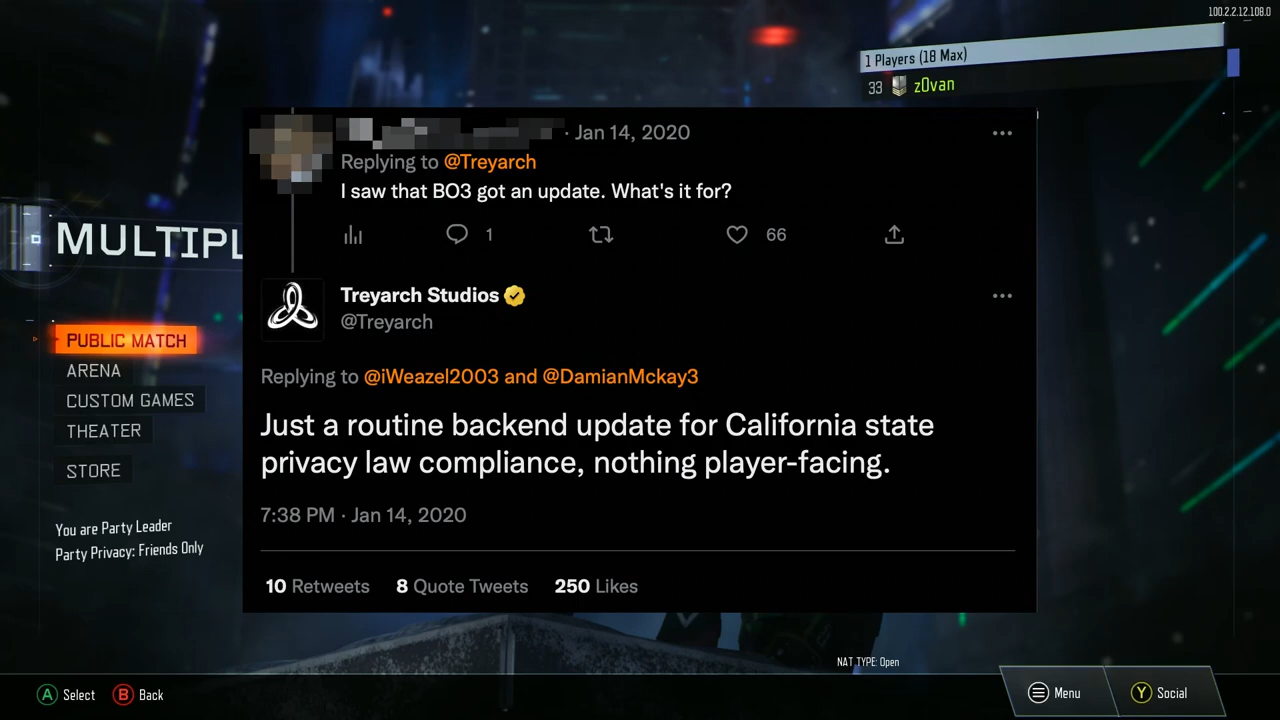 100.2.2.12.108.0
1 Players (18 Max)
33 z0van
· Jan 14, 2020
Replying to @Treyarch
I saw that BO3 got an update. What's it for?
1 66
MULTIPL
Treyarch Studios
@Treyarch
PUBLIC MATCH
ARENA
CUSTOM GAMES
THEATER
STORE
Replying to @iWeazel2003 and @DamianMckay3
Just a routine backend update for California state
privacy law compliance, nothing player-facing.
7:38 PM · Jan 14, 2020
You are Party Leader
Party Privacy: Friends Only
10 Retweets 8 Quote Tweets 250 Likes
NAT TYPE: Open
A Select B Back
Menu Y Social